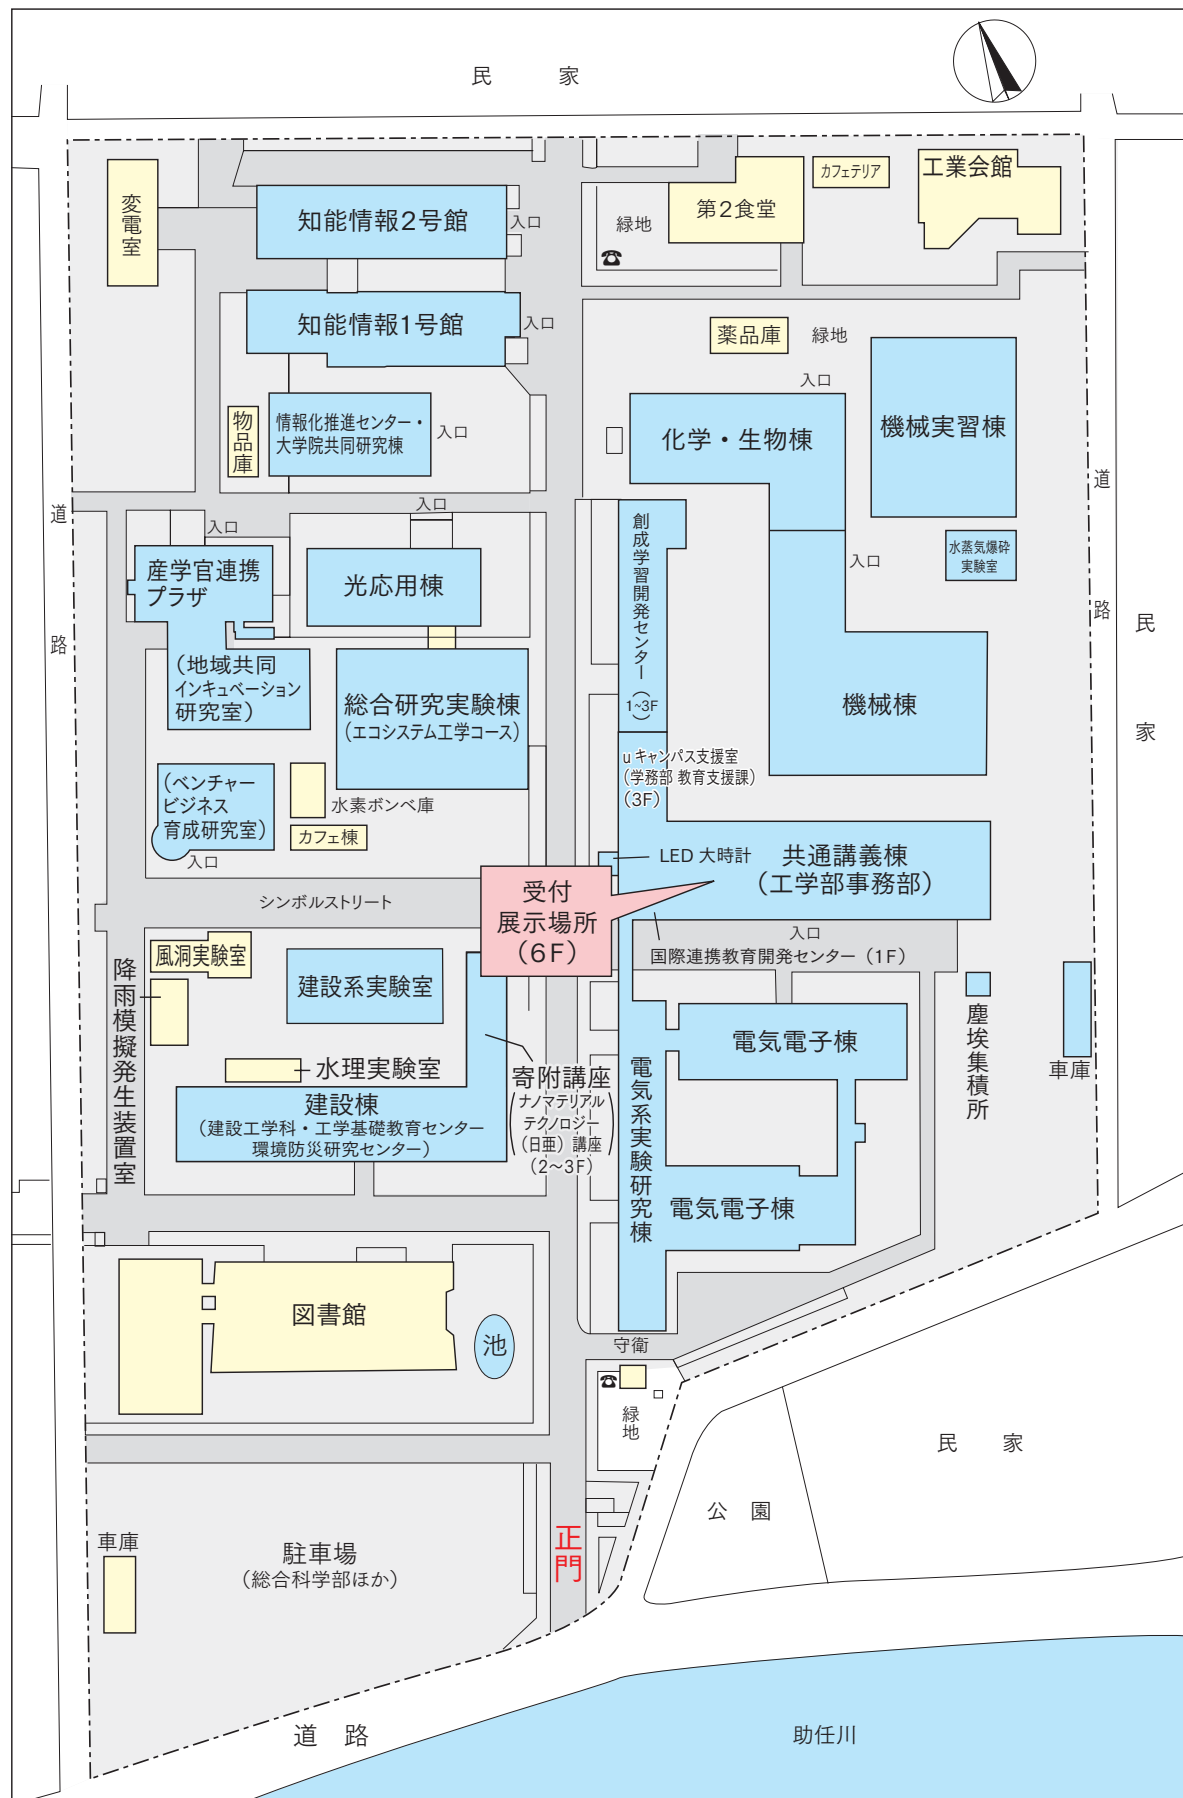 民 家
変電室
知能情報2号館
入口
緑地
第2食堂
カフェテリア
工業会館
知能情報1号館
入口
薬品庫
緑地
入口
物品庫
情報化推進センター・
大学院共同研究棟
入口
化学・生物棟
機械実習棟
道 路
入口
入口
産学官連携
プラザ
光応用棟
創成学習開発センター
(1~3F)
入口
水蒸気爆砕
実験室
道 路
民 家
(地域共同
インキュベーション
研究室)
総合研究実験棟
(エコシステム工学コース)
機械棟
uキャンパス支援室
(学務部 教育支援課)
(3F)
(ベンチャー
ビジネス
育成研究室)
入口
水素ボンベ庫
カフェ棟
LED 大時計
共通講義棟
(工学部事務部)
シンボルストリート
受付
展示場所
(6F)
入口
国際連携教育開発センター(1F)
風洞実験室
降雨模擬発生装置室
建設系実験室
水理実験室
寄附講座
ナノマテリアル
テクノロジー
(日亜)講座
(2〜3F)
建設棟
(建設工学科・工学基礎教育センター
環境防災研究センター)
電気系実験研究棟
電気電子棟
塵埃集積所
車庫
電気電子棟
図書館
池
守衛
緑地
民 家
公 園
正門
車庫
駐車場
(総合科学部ほか)
道 路
助任川